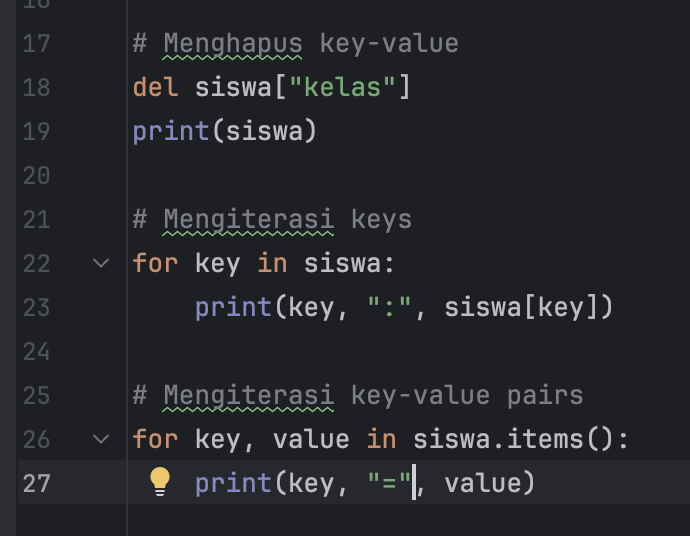 17 # Menghapus key-value
18 del siswa["kelas"]
19 print(siswa)
20
21 # Mengiterasi keys
22 for key in siswa:
23 print(key, ":", siswa[key])
24
25 # Mengiterasi key-value pairs
26 for key, value in siswa.items():
27 print(key, "=", value)